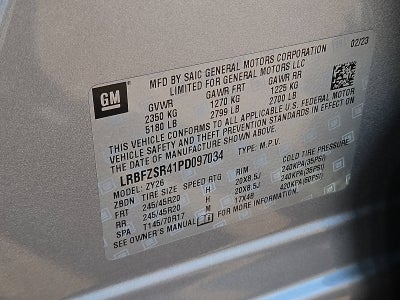 GM
MFD BY SAIC GENERAL MOTORS CORPORATION 02/23
LIMITED FOR GENERAL MOTORS LLC
GVWR GAWR FRT GAWR RR
2350 KG 1270 KG 1225 KG
5180 LB 2799 LB 2700 LB
THIS VEHICLE CONFORMS TO ALL APPLICABLE U.S. FEDERAL MOTOR
VEHICLE SAFETY AND THEFT PREVENTION STANDARDS IN EFFECT ON
THE DATE OF MANUFACTURE SHOWN ABOVE.
LRBFZSR41PD097034 TYPE: M.P.V.
ZBDN ZY26
TIRE SIZE SPEED RTG RIM COLD TIRE PRESSURE
FRT 245/45R20 H 20X8.5J 240KPA(35PSI)
RR 245/45R20 H 20X8.5J 240KPA(35PSI)
SPA T145/70R17 M 17X4B 420KPA(60PSI)
SEE OWNER'S MANUAL